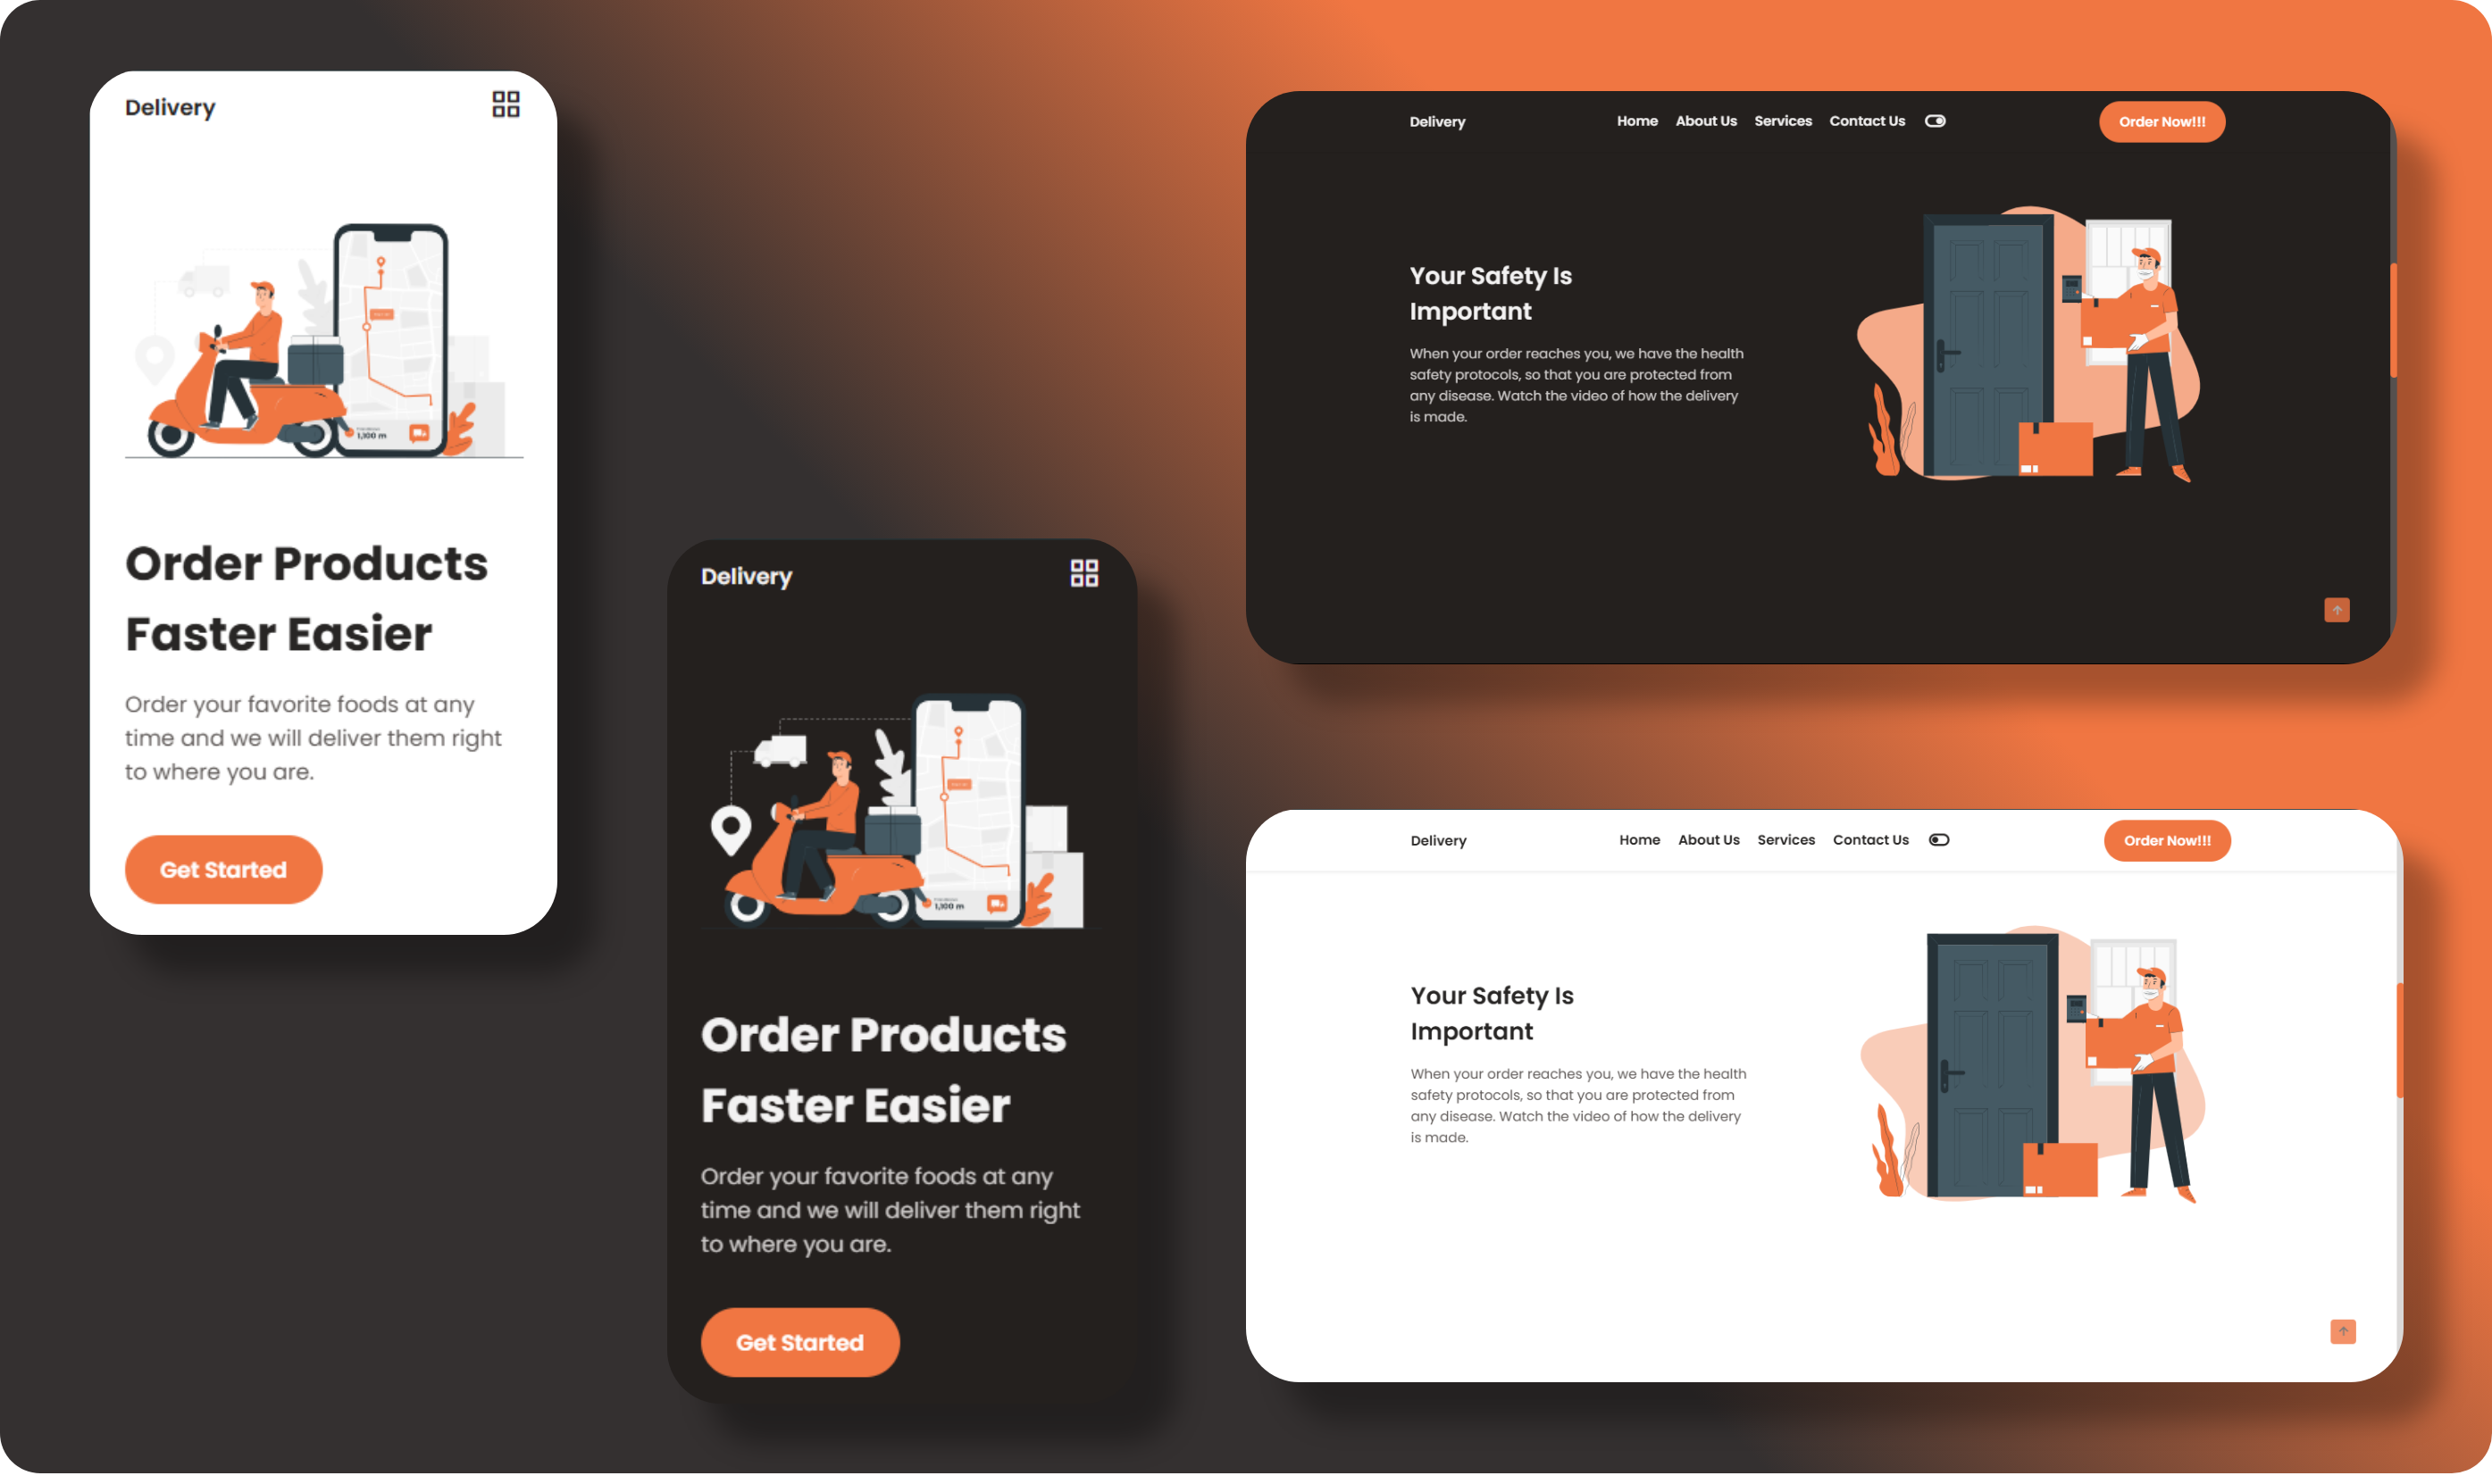 Delivery
1,100 m
Order Products
Faster Easier
Order your favorite foods at any
time and we will deliver them right
to where you are.
Get Started
Delivery
1,100 m
Order Products
Faster Easier
Order your favorite foods at any
time and we will deliver them right
to where you are.
Get Started
Delivery Home About Us Services Contact Us Order Now!!!
Your Safety Is
Important
When your order reaches you, we have the health
safety protocols, so that you are protected from
any disease. Watch the video of how the delivery
is made.
Delivery Home About Us Services Contact Us Order Now!!!
Your Safety Is
Important
When your order reaches you, we have the health
safety protocols, so that you are protected from
any disease. Watch the video of how the delivery
is made.